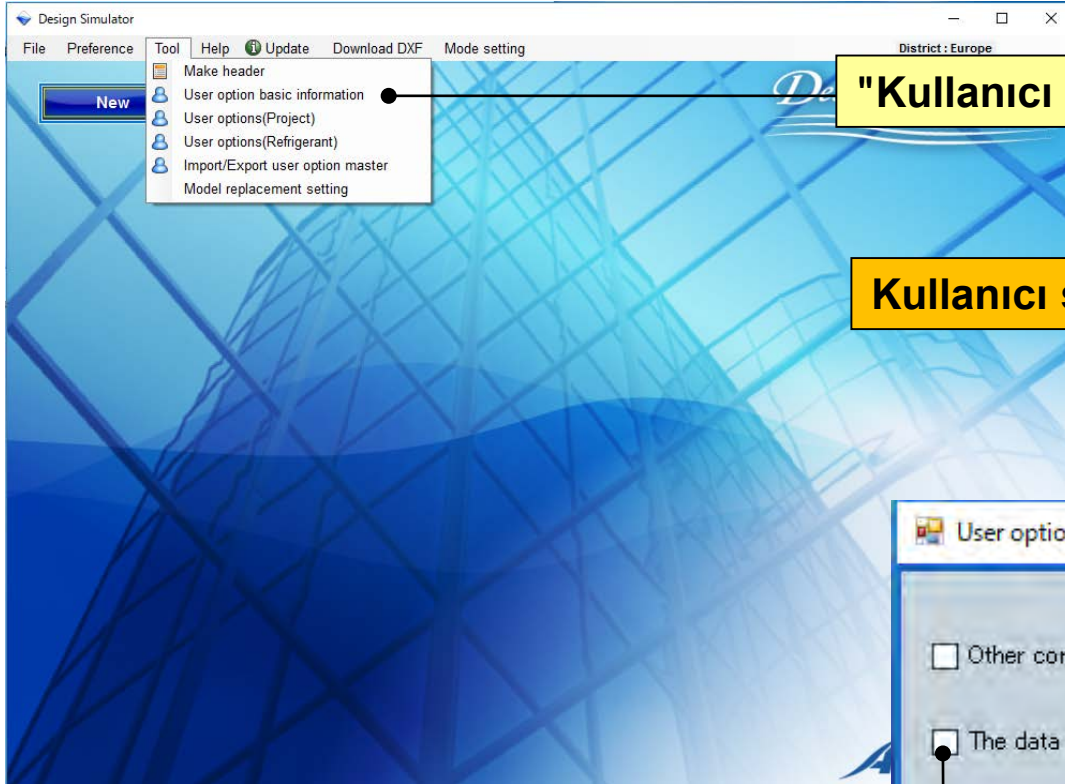 Design Simulator
File Preference Tool Help Update Download DXF Mode setting
District : Europe
New
Make header
User option basic information
User options(Project)
User options(Refrigerant)
Import/Export user option master
Model replacement setting
"Kullanıcı
Kullanıcı
User optio
Other cor
The data